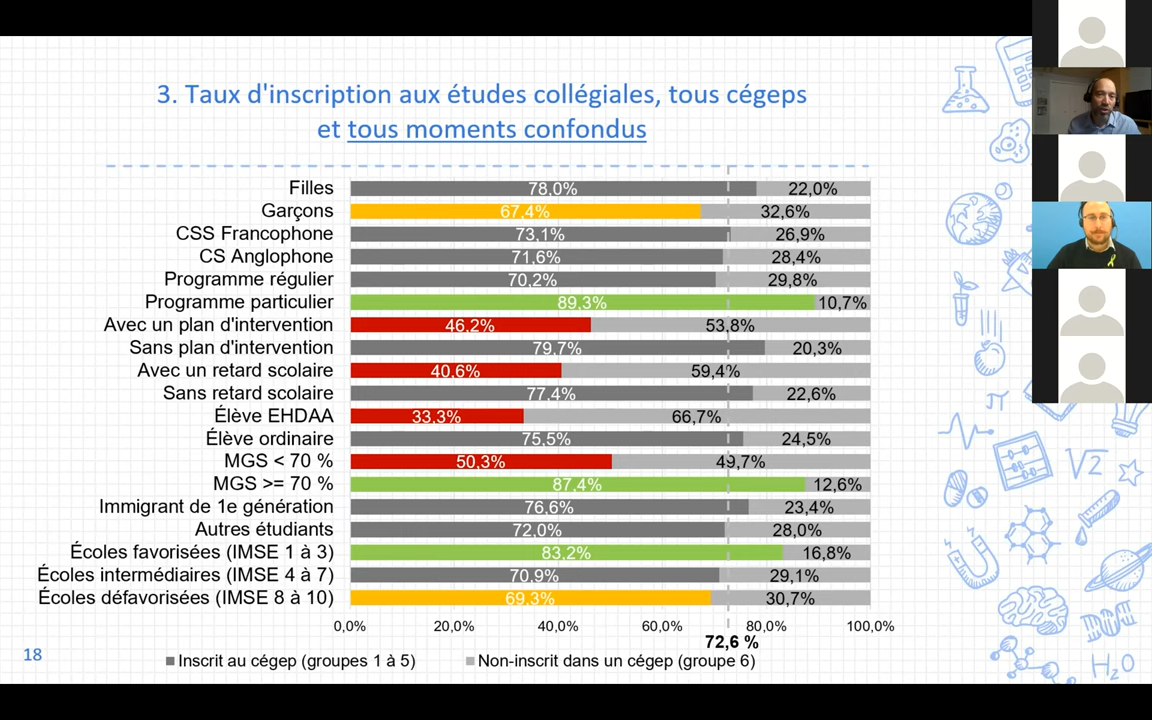 3. Taux d'inscription aux études collégiales, tous cégeps
et tous moments confondus
Filles 78,0% 22,0%
Garçons 67,4% 32,6%
CSS Francophone 73,1% 26,9%
CS Anglophone 71,6% 28,4%
Programme régulier 70,2% 29,8%
Programme particulier 89,3% 10,7%
Avec un plan d'intervention 46,2% 53,8%
Sans plan d'intervention 79,7% 20,3%
Avec un retard scolaire 40,6% 59,4%
Sans retard scolaire 77,4% 22,6%
Élève EHDAA 33,3% 66,7%
Élève ordinaire 75,5% 24,5%
MGS < 70 % 50,3% 49,7%
MGS >= 70 % 87,4% 12,6%
Immigrant de 1e génération 76,6% 23,4%
Autres étudiants 72,0% 28,0%
Écoles favorisées (IMSE 1 à 3) 83,2% 16,8%
Écoles intermédiaires (IMSE 4 à 7) 70,9% 29,1%
Écoles défavorisées (IMSE 8 à 10) 69,3% 30,7%
0,0% 20,0% 40,0% 60,0% 80,0% 100,0%
72,6 %
Inscrit au cégep (groupes 1 à 5) Non-inscrit dans un cégep (groupe 6)
18
π
√2
H₂O